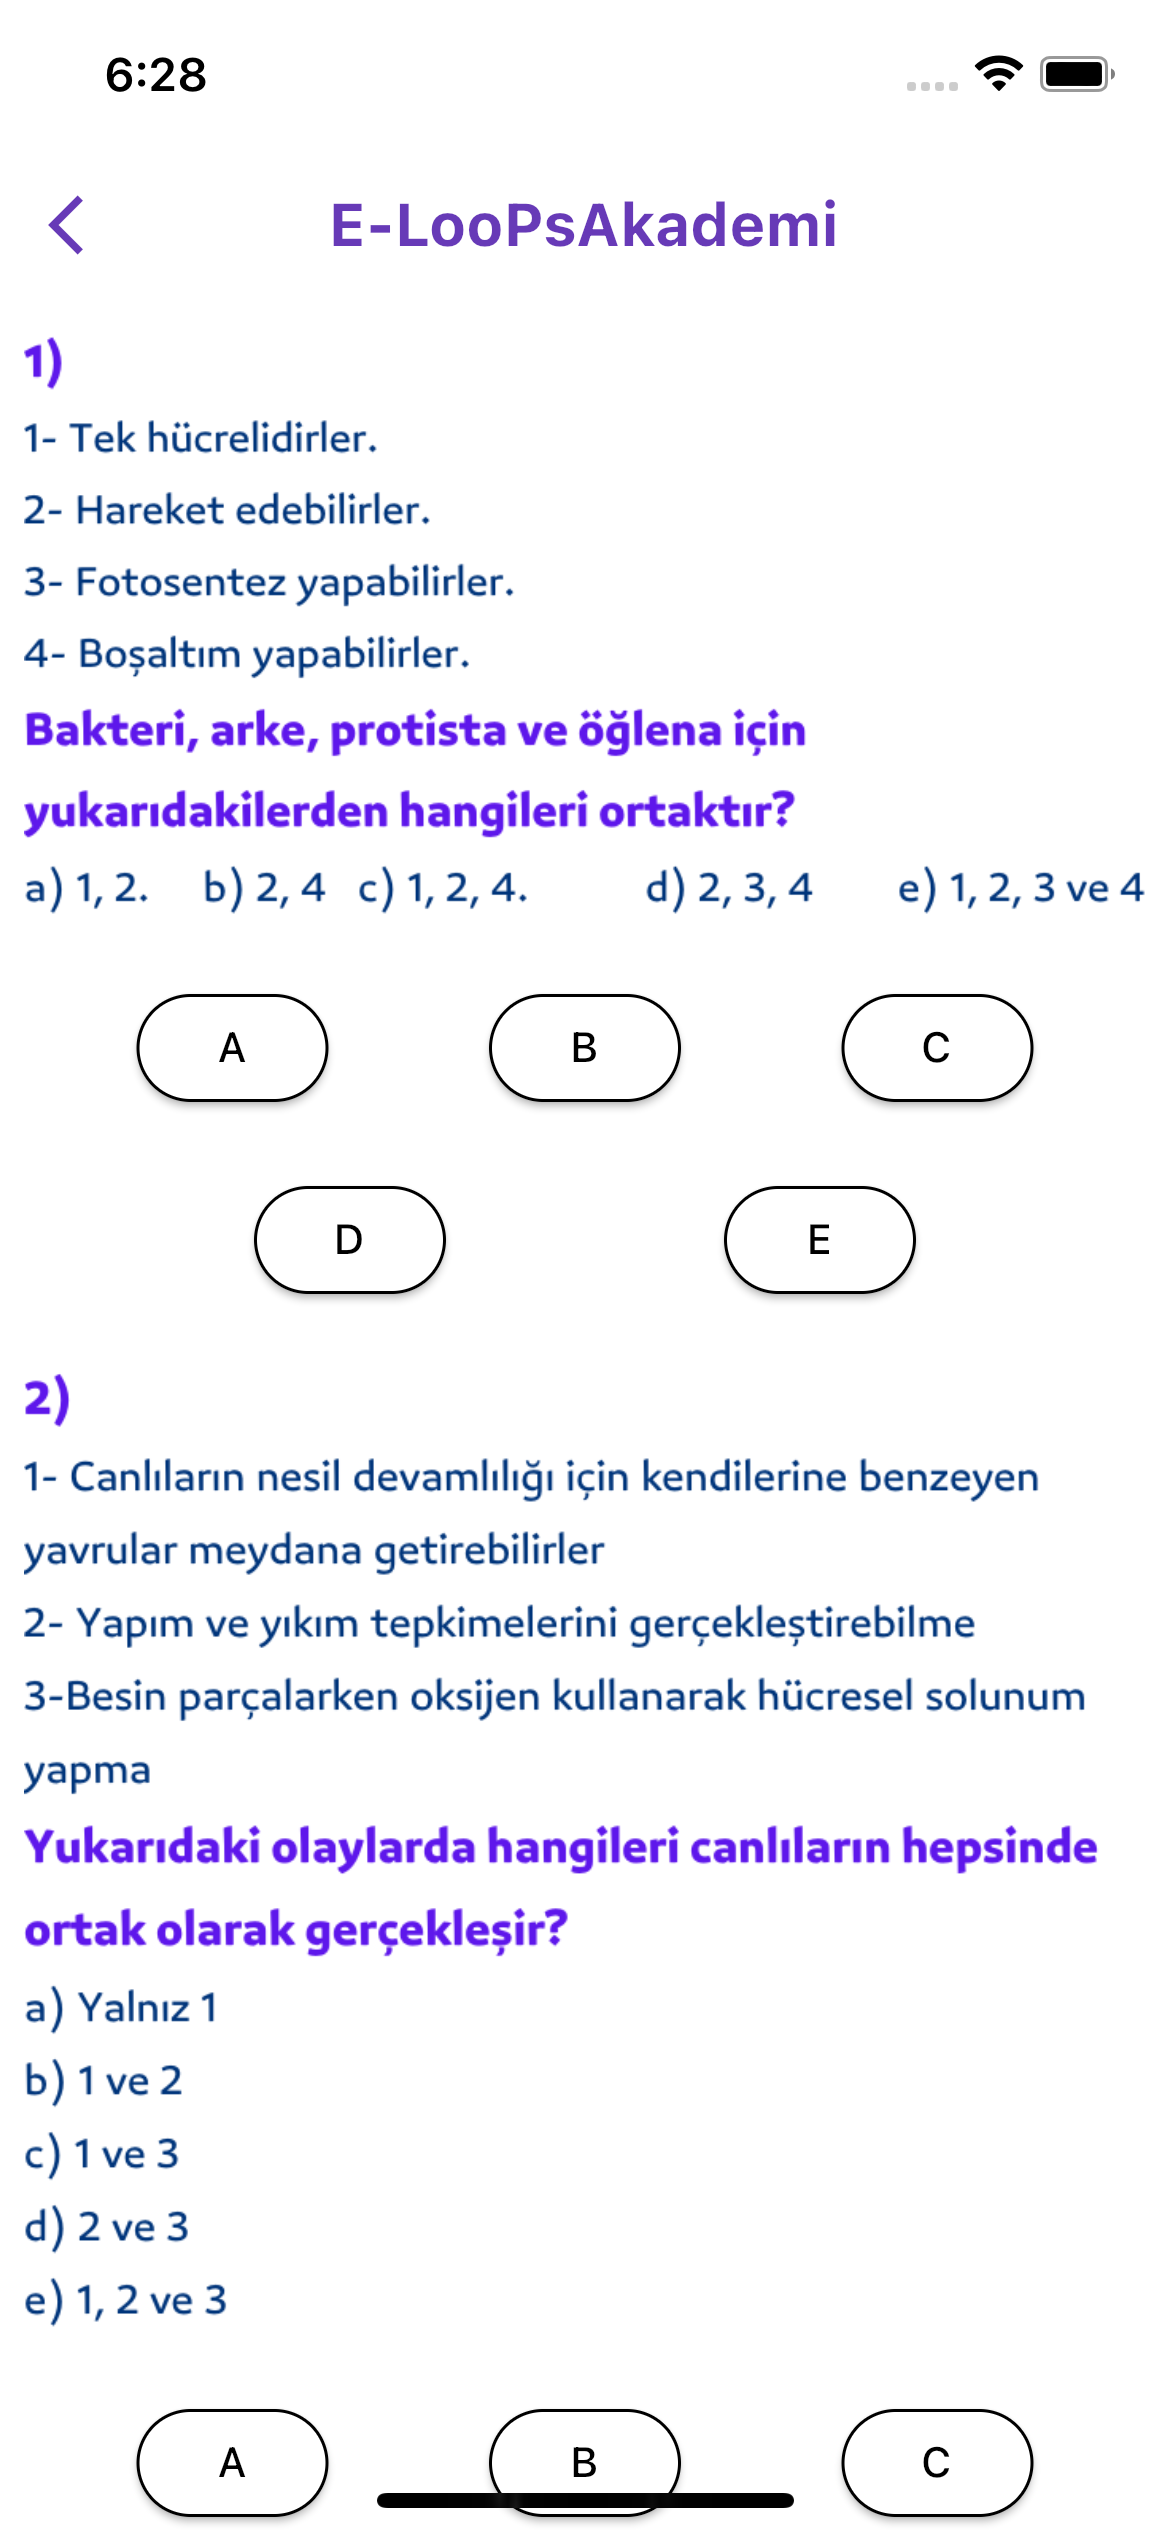 6:28
E-LooPsAkademi
1)
1- Tek hücrelidirler.
2- Hareket edebilirler.
3- Fotosentez yapabilirler.
4- Boşaltım yapabilirler.
Bakteri, arke, protista ve öğlena için
yukarıdakilerden hangileri ortaktır?
a) 1, 2. b) 2, 4 c) 1, 2, 4. d) 2, 3, 4 e) 1, 2, 3 ve 4
A B C
D E
2)
1- Canlıların nesil devamlılığı için kendilerine benzeyen
yavrular meydana getirebilirler
2- Yapım ve yıkım tepkimelerini gerçekleştirebilme
3-Besin parçalarken oksijen kullanarak hücresel solunum
yapma
Yukarıdaki olaylarda hangileri canlıların hepsinde
ortak olarak gerçekleşir?
a) Yalnız 1
b) 1 ve 2
c) 1 ve 3
d) 2 ve 3
e) 1, 2 ve 3
A B C